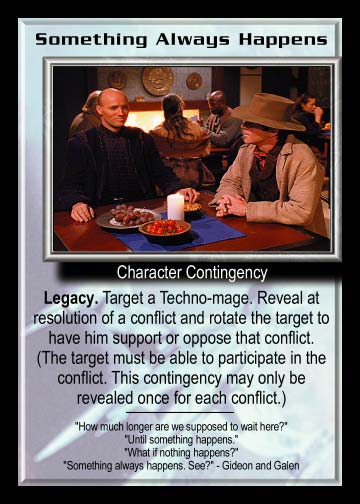 Something Always Happens
Character Contingency
Legacy. Target a Techno-mage. Reveal at
resolution of a conflict and rotate the target to
have him support or oppose that conflict.
(The target must be able to participate in the
conflict. This contingency may only be
revealed once for each conflict.)
"How much longer are we supposed to wait here?"
"Until something happens."
"What if nothing happens?"
"Something always happens. See?" - Gideon and Galen